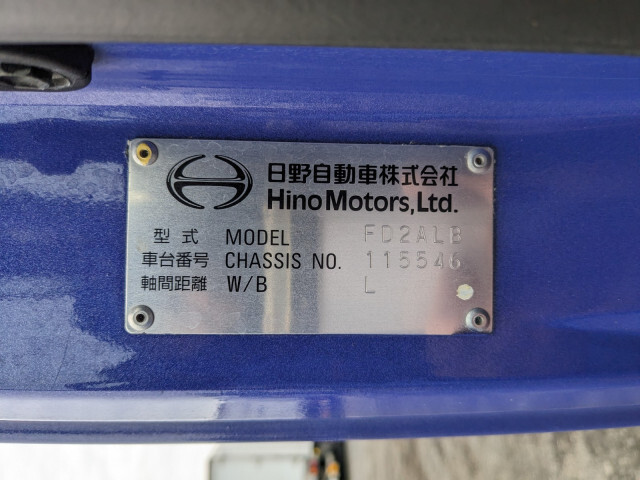 日野自動車株式会社
Hino Motors, Ltd.
型式 MODEL FD2ALB
車台番号 CHASSIS NO. 115546
軸間距離 W/B L